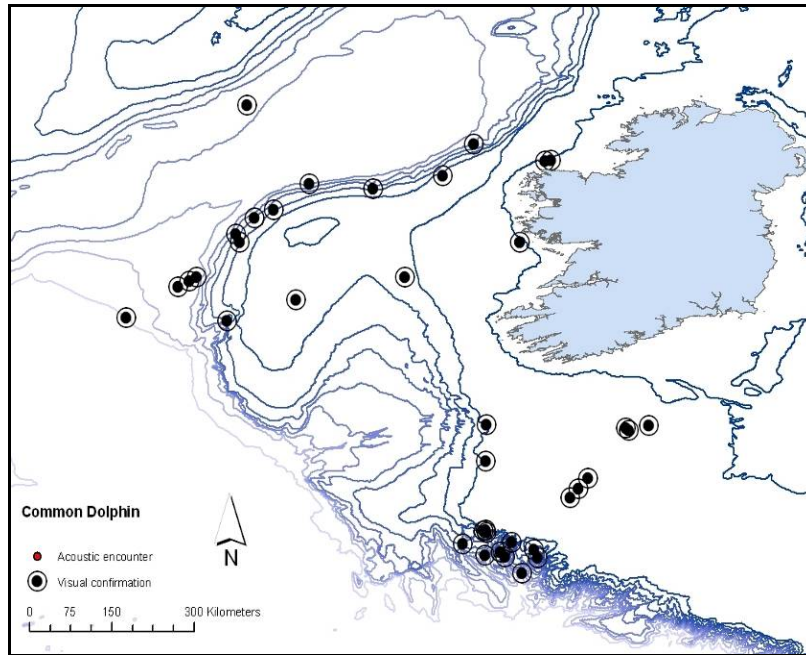 Common Dolphin
Acoustic encounter
Visual confirmation
N
0 75 150 300 Kilometers